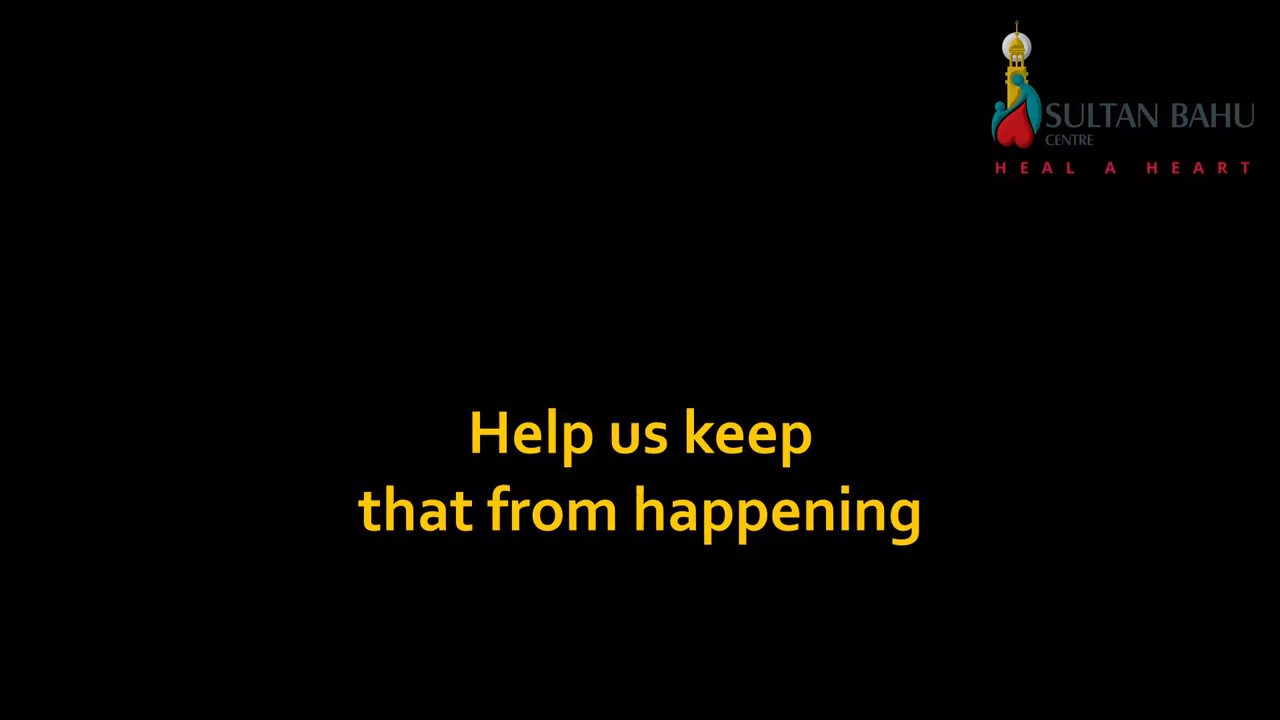 SULTAN BAHU
CENTRE
HEAL A HEART
Help us keep
that from happening